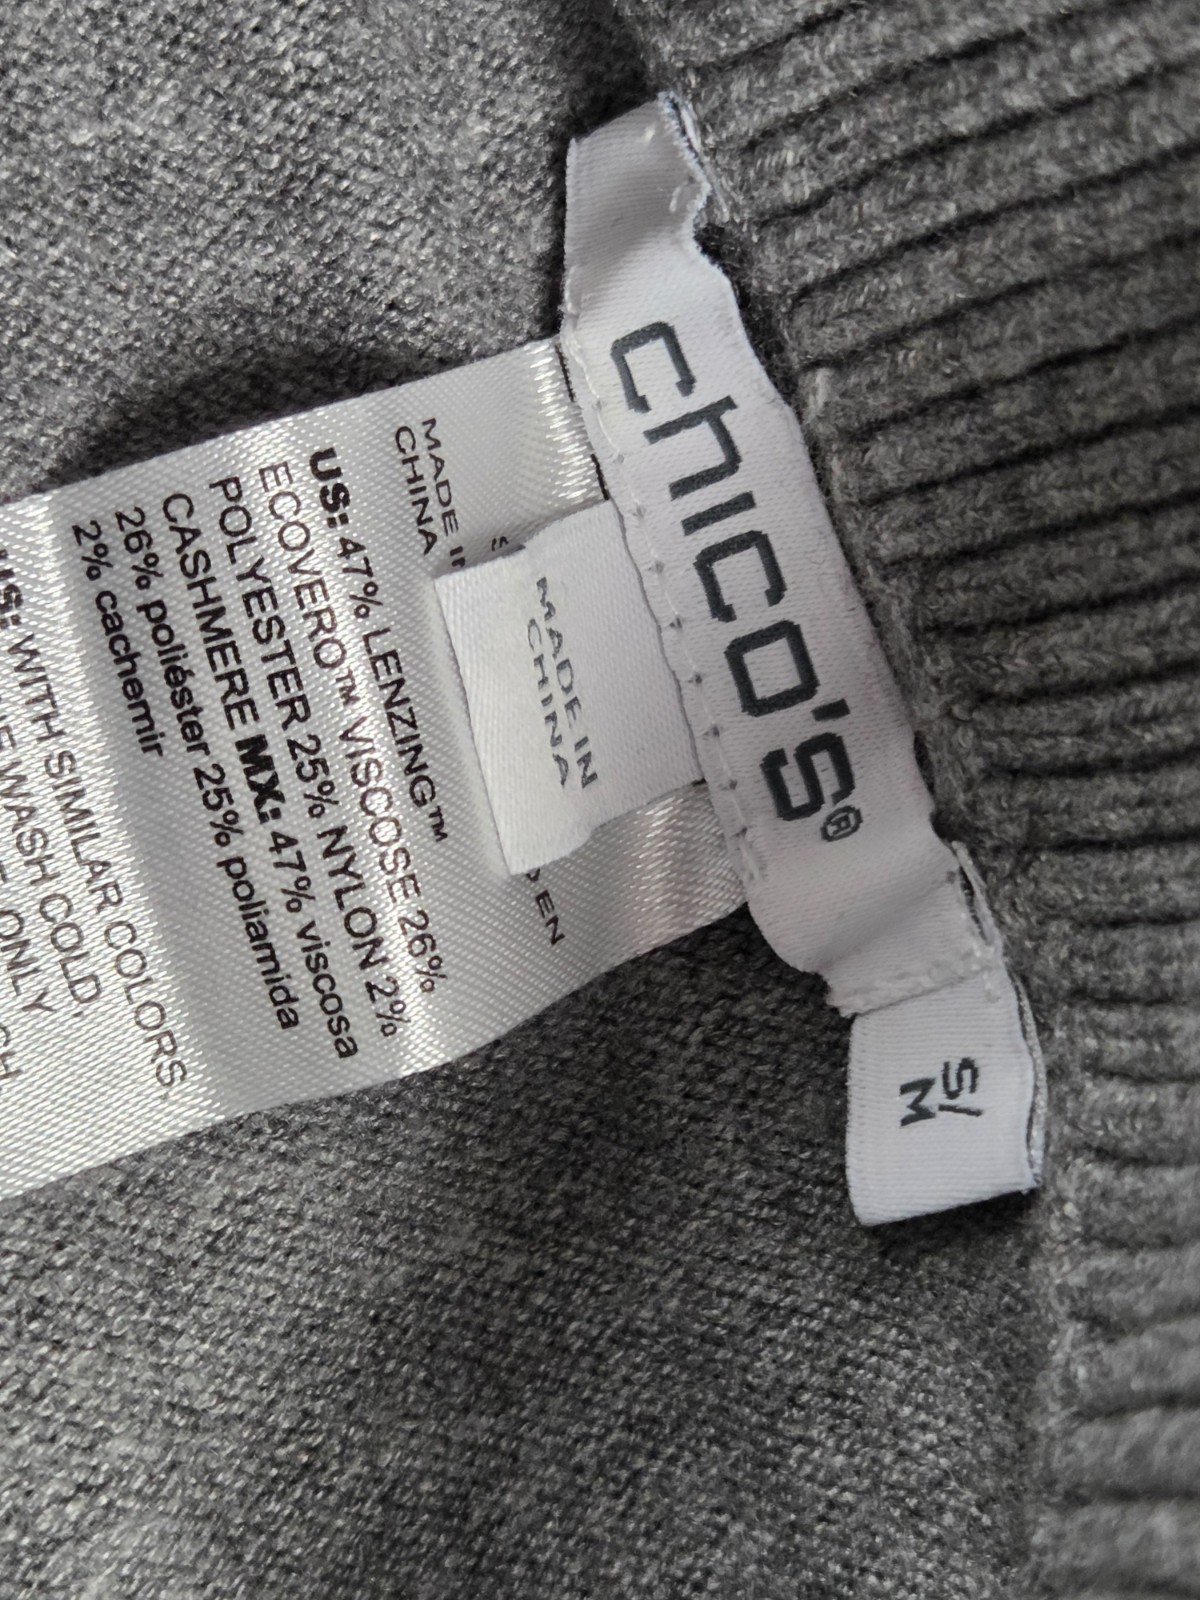 chico's®
S/
M
MADE IN
CHINA
MADE IN
CHINA
US: 47% LENZING™
ECOVERO™ VISCOSE 26%
POLYESTER 25% NYLON 2%
CASHMERE MX: 47% viscosa
26% poliéster 25% poliamida
2% cachemir
US: WITH SIMILAR COLORS.
WASH COLD,
ONLY